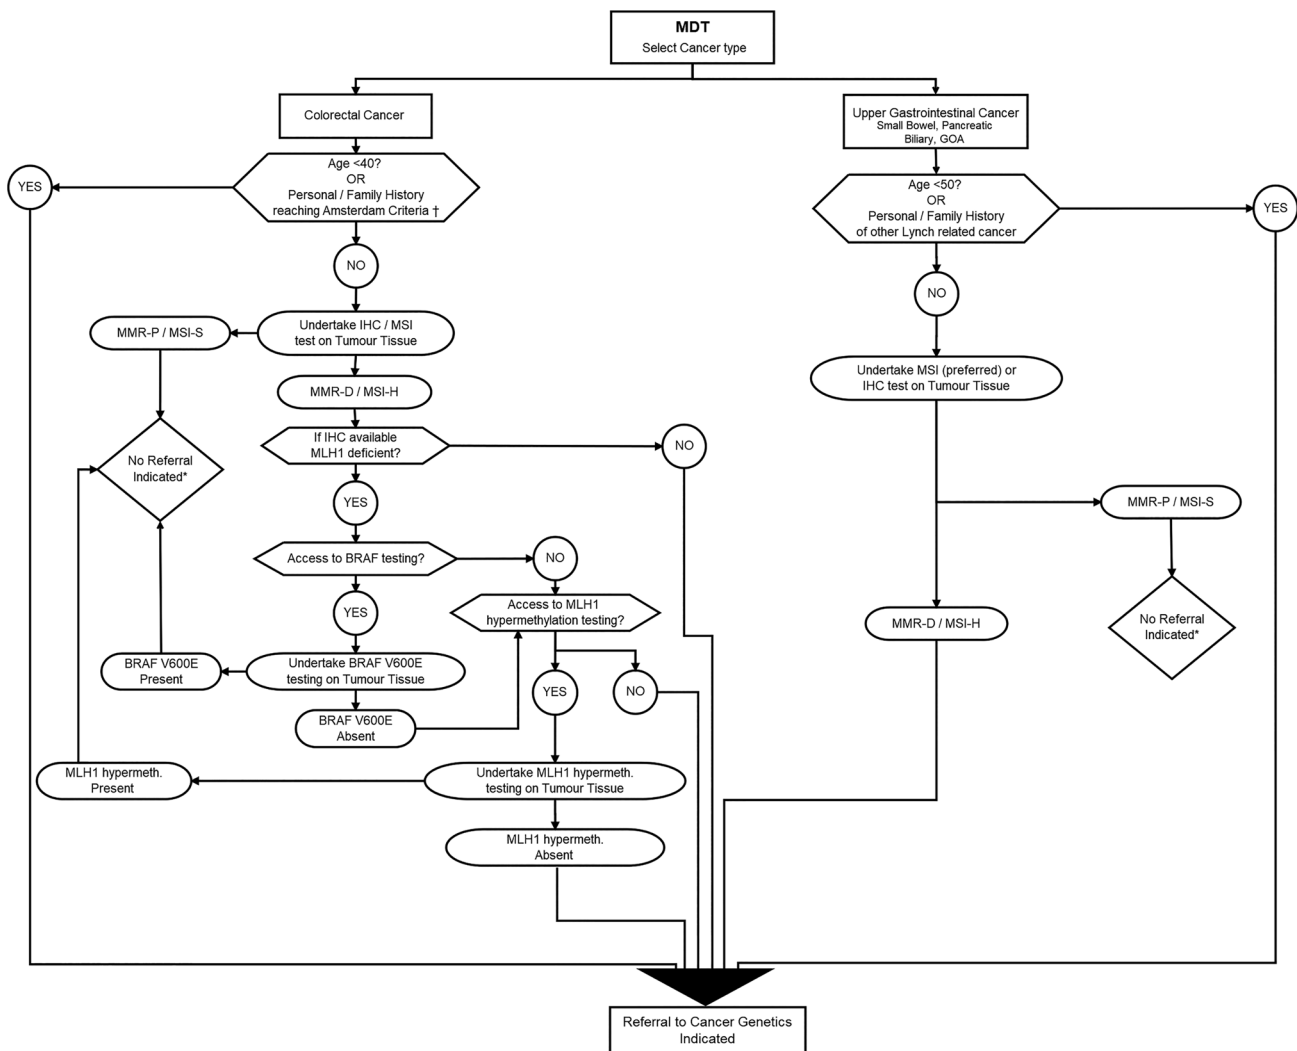 MDT
Select Cancer type
Colorectal Cancer
Upper Gastrointestinal Cancer
Small Bowel, Pancreatic
Biliary, GOA
Age <40?
OR
Personal / Family History
reaching Amsterdam Criteria †
YES
Age <50?
OR
Personal / Family History
of other Lynch related cancer
YES
NO
NO
Undertake IHC / MSI
test on Tumour Tissue
MMR-P / MSI-S
Undertake MSI (preferred) or
IHC test on Tumour Tissue
MMR-D / MSI-H
If IHC available
MLH1 deficient?
NO
No Referral
Indicated*
YES
MMR-P / MSI-S
Access to BRAF testing?
NO
YES
Access to MLH1
hypermethylation testing?
MMR-D / MSI-H
No Referral
Indicated*
BRAF V600E
Present
Undertake BRAF V600E
testing on Tumour Tissue
YES
NO
BRAF V600E
Absent
MLH1 hypermeth.
Present
Undertake MLH1 hypermeth.
testing on Tumour Tissue
MLH1 hypermeth.
Absent
Referral to Cancer Genetics
Indicated